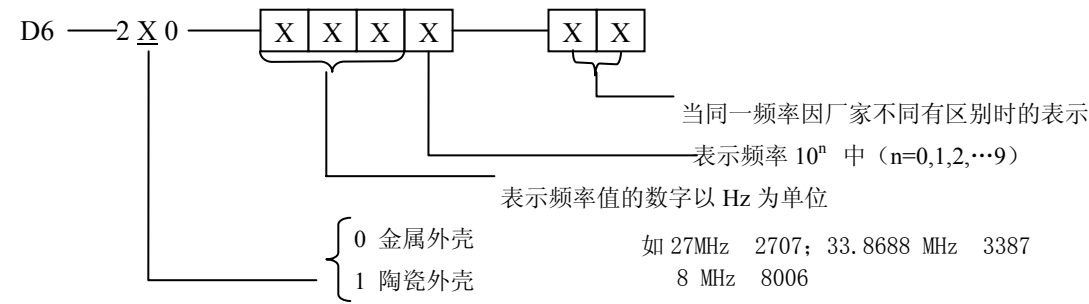 D6 2 X 0 X X X X X X
当同一频率因厂家不同有区别时的表示
表示频率 10ⁿ 中（n=0,1,2,…9）
表示频率值的数字以 Hz 为单位
0 金属外壳
1 陶瓷外壳
如 27MHz 2707；33.8688 MHz 3387
8 MHz 8006